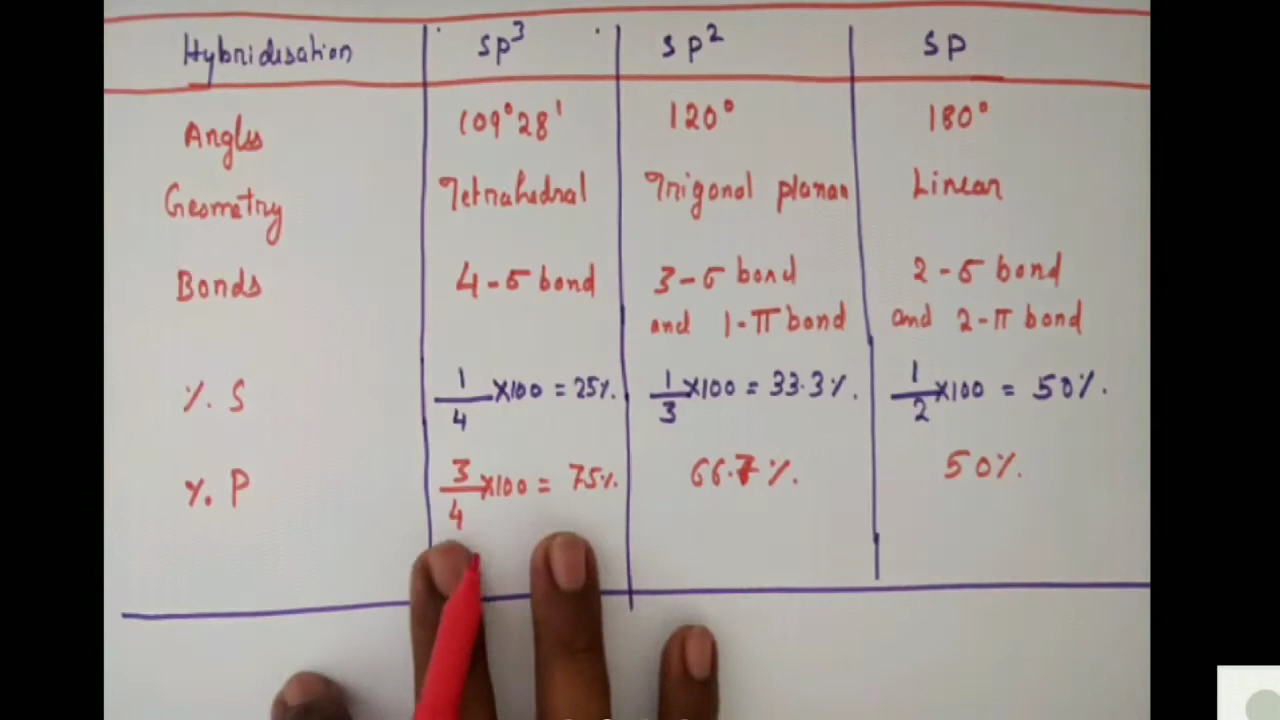 Hybridisation sp³ sp² sp
Angles 109°28' 120° 180°
Geometry Tetrahedral Trigonal planar Linear
Bonds 4-σ bond 3-σ bond 2-σ bond
and 1-π bond and 2-π bond
%. S 1/4 ×100 = 25%. 1/3 ×100 = 33.3%. 1/2 ×100 = 50%.
%. P 3/4 ×100 = 75%. 66.7%. 50%.